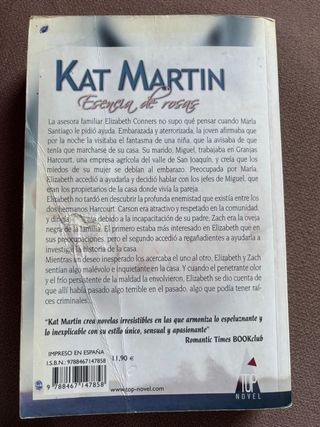 KAT MARTIN
Esencia de rosas
La asesora familiar Elizabeth Conners no supo qué pensar cuando María
Santiago le pidió ayuda. Embarazada y aterrorizada, la joven afirmaba que
por la noche la visitaba el fantasma de una niña, que la avisaba de que
tenía que marcharse de su casa. Su marido, Miguel, trabajaba en Granjas
Harcourt, una empresa agrícola del valle de San Joaquín, y creía que los
miedos de su mujer se debían al embarazo. Preocupada por María,
Elizabeth accedió a ayudarla y decidió hablar con los jefes de Miguel, que
eran los propietarios de la casa donde vivía la pareja.
Elizabeth no tardó en descubrir la profunda enemistad que existía entre los
dos hermanos Harcourt. Carson era atractivo y respetado en la comunidad,
y dirigía debido a la incapacitación de su padre; Zach era la oveja
negra de la familia. El primero estaba más interesado en Elizabeth que en
sus preocupaciones, pero el segundo accedió a regañadientes a ayudarla a
investigar historia de la casa.
Mientras un deseo inesperado los acercaba el uno al otro, Elizabeth y Zach
sentían algo malévolo e inquietante en la casa. Y cuando el penetrante olor
y el frío persistente de la maldad la envolvieron, Elizabeth se dio cuenta de
que allí había pasado algo terrible en el pasado, algo que podía tener raí-
ces criminales.
"Kat Martin crea novelas irresistibles en las que armoniza lo espeluznante y
lo inexplicable con su estilo único, sensual y apasionante"
Romantic Times BOOKclub
IMPRESO EN ESPAÑA
I.S.B.N.: 9788467147858
11,90 €
9 788467 147858
www.top-novel.com
TOP
NOVEL